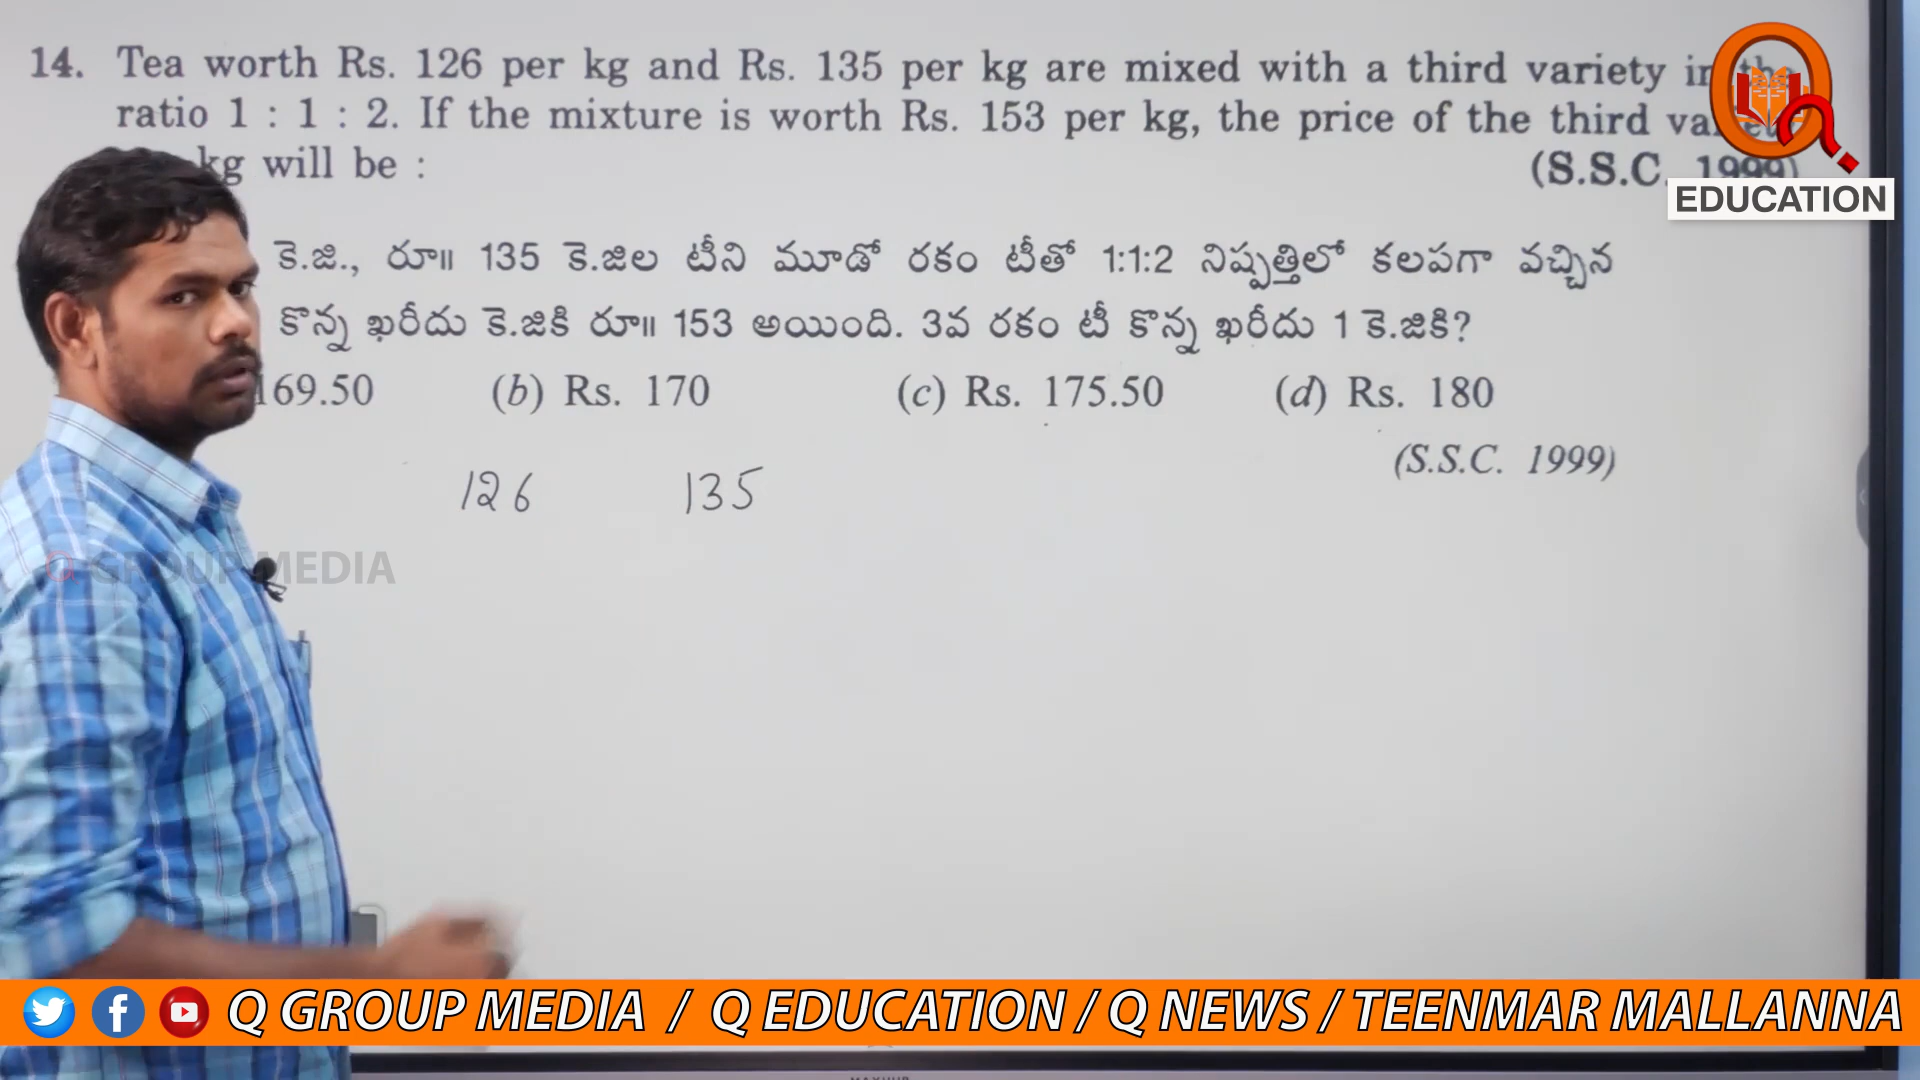 14. Tea worth Rs. 126 per kg and Rs. 135 per kg are mixed with a third variety in
ratio 1 : 1 : 2. If the mixture is worth Rs. 153 per kg, the price of the third
kg will be :
(S.S.C. 1999)
EDUCATION
కె.జి., రూ॥ 135 కె.జిల టీని మూడో రకం టీతో 1:1:2 నిష్పత్తిలో కలపగా వచ్చిన
కొన్న ఖరీదు కె.జికి రూ॥ 153 అయింది. 3వ రకం టీ కొన్న ఖరీదు 1 కె.జికి?
169.50 (b) Rs. 170 (c) Rs. 175.50 (d) Rs. 180
(S.S.C. 1999)
126 135
Q GROUP MEDIA
Q GROUP MEDIA / Q EDUCATION / Q NEWS / TEENMAR MALLANNA